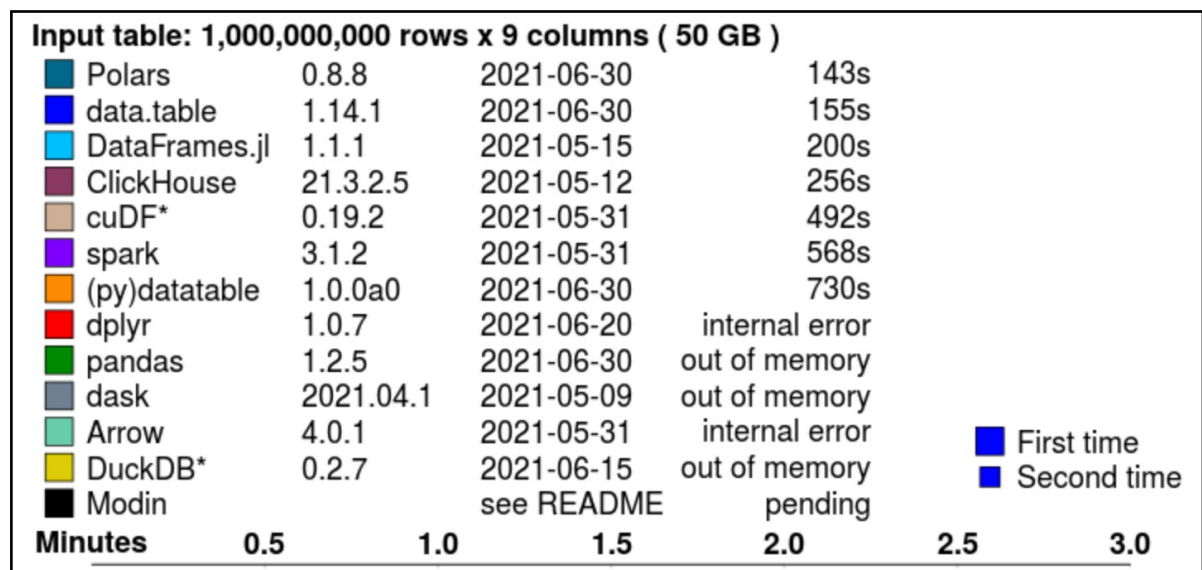 Input table: 1,000,000,000 rows x 9 columns ( 50 GB )
Polars 0.8.8 2021-06-30 143s
data.table 1.14.1 2021-06-30 155s
DataFrames.jl 1.1.1 2021-05-15 200s
ClickHouse 21.3.2.5 2021-05-12 256s
cuDF* 0.19.2 2021-05-31 492s
spark 3.1.2 2021-05-31 568s
(py)datatable 1.0.0a0 2021-06-30 730s
dplyr 1.0.7 2021-06-20 internal error
pandas 1.2.5 2021-06-30 out of memory
dask 2021.04.1 2021-05-09 out of memory
Arrow 4.0.1 2021-05-31 internal error
First time
DuckDB* 0.2.7 2021-06-15 out of memory
Second time
Modin see README pending
Minutes 0.5 1.0 1.5 2.0 2.5 3.0